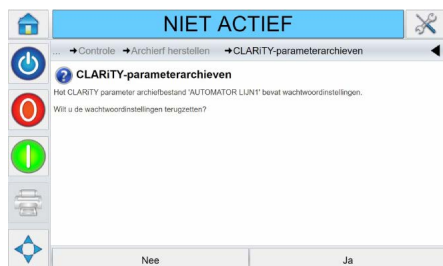 NIET ACTIEF
... ➔Controle ➔Archief herstellen ➔CLARiTY-parameterarchieven
CLARiTY-parameterarchieven
Het CLARiTY parameter archiefbestand 'AUTOMATOR LIJN1' bevat wachtwoordinstellingen.
Wilt u de wachtwoordinstellingen terugzetten?
Nee
Ja